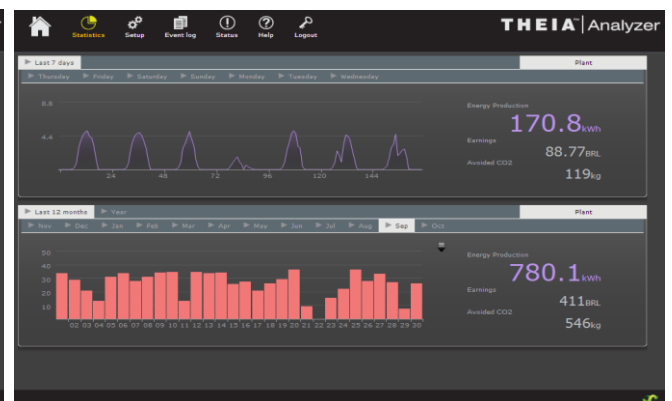 THEIA™ Analyzer
Statistics Setup Event log Status Help Logout
Last 7 days Plant
Thursday Friday Saturday Sunday Monday Tuesday Wednesday
8.8
4.4
24 48 72 96 120 144
Energy Production
170.8kWh
Earnings
88.77BRL
Avoided CO2
119kg
Last 12 months Year Plant
Nov Dec Jan Feb Mar Apr May Jun Jul Aug Sep Oct
50
40
30
20
10
02 03 04 05 06 07 08 09 10 11 12 13 14 15 16 17 18 19 20 21 22 23 24 25 26 27 28 29 30
Energy Production
780.1kWh
Earnings
411BRL
Avoided CO2
546kg